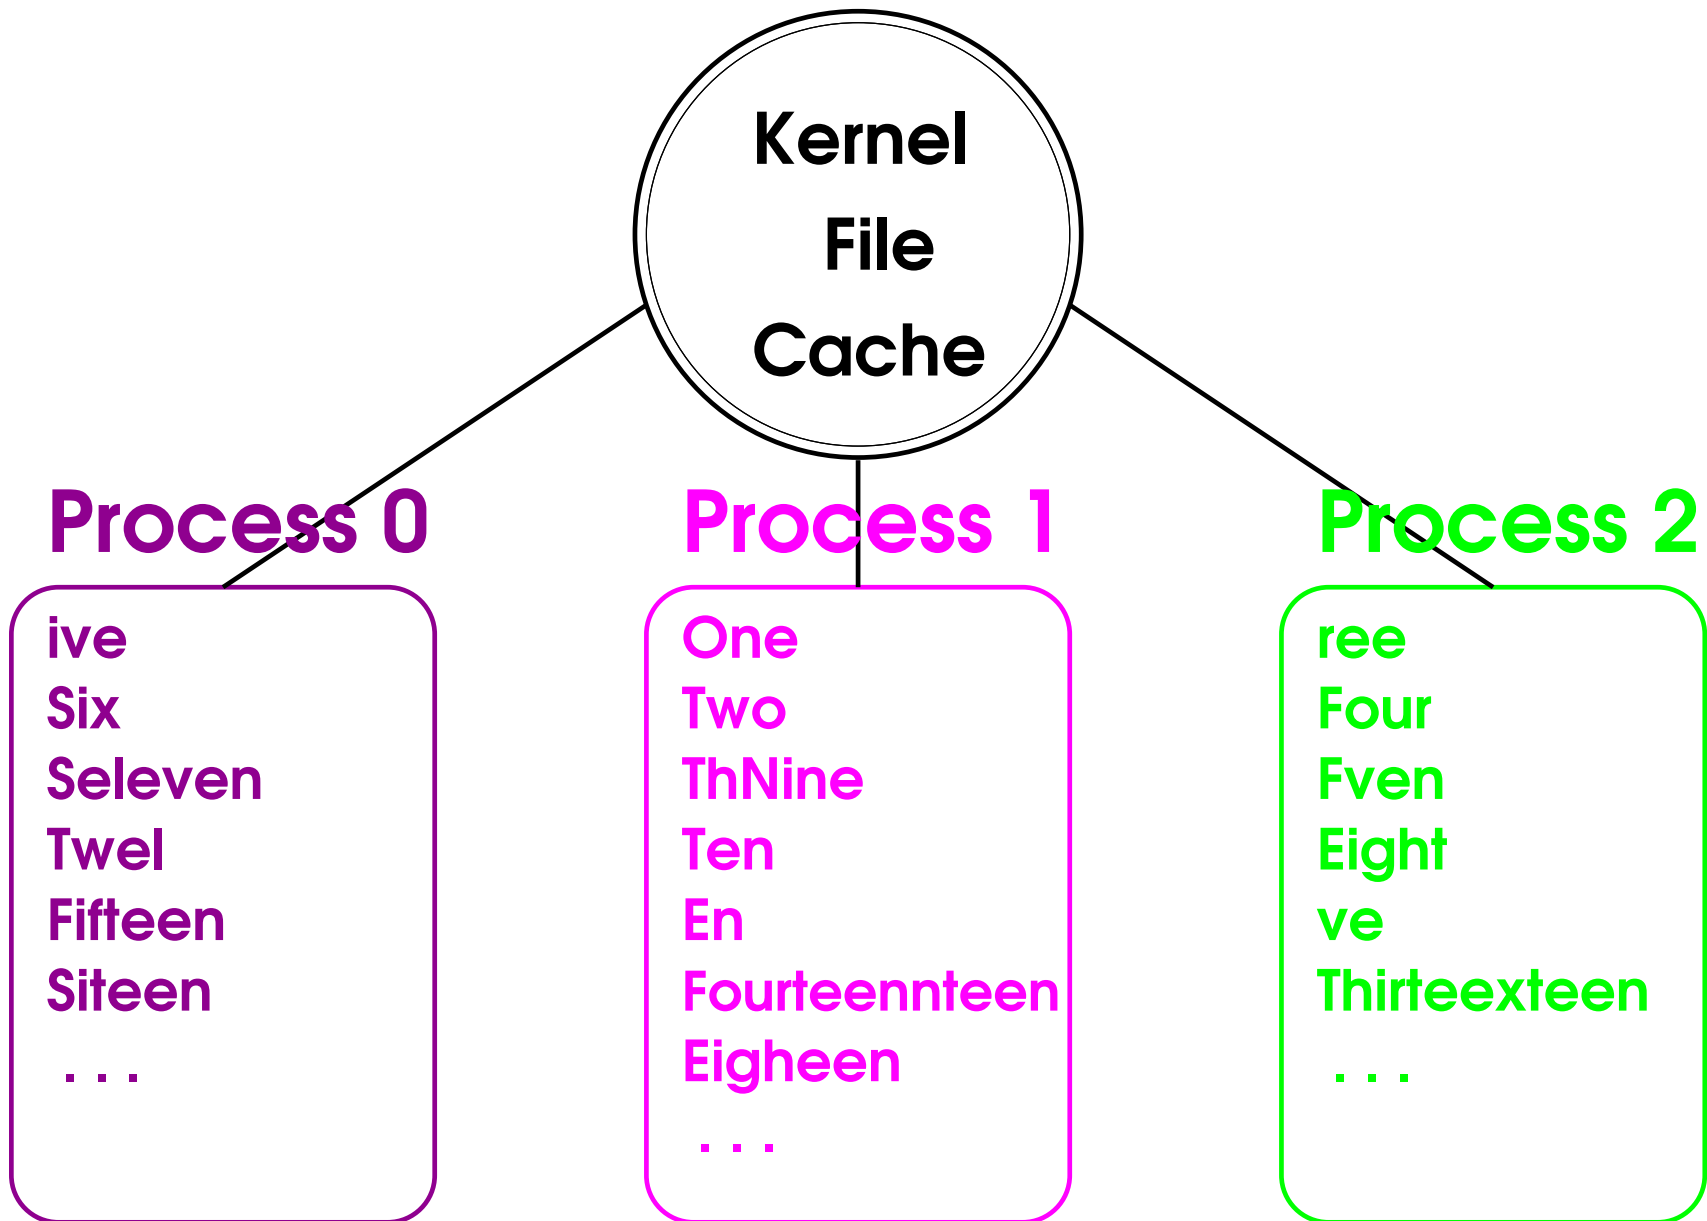 Kernel
File
Cache
Process 0
ive
Six
Seleven
Twel
Fifteen
Siteen
. . .
Process 1
One
Two
ThNine
Ten
En
Fourteennteen
Eigheen
. . .
Process 2
ree
Four
Fven
Eight
ve
Thirteexteen
. . .